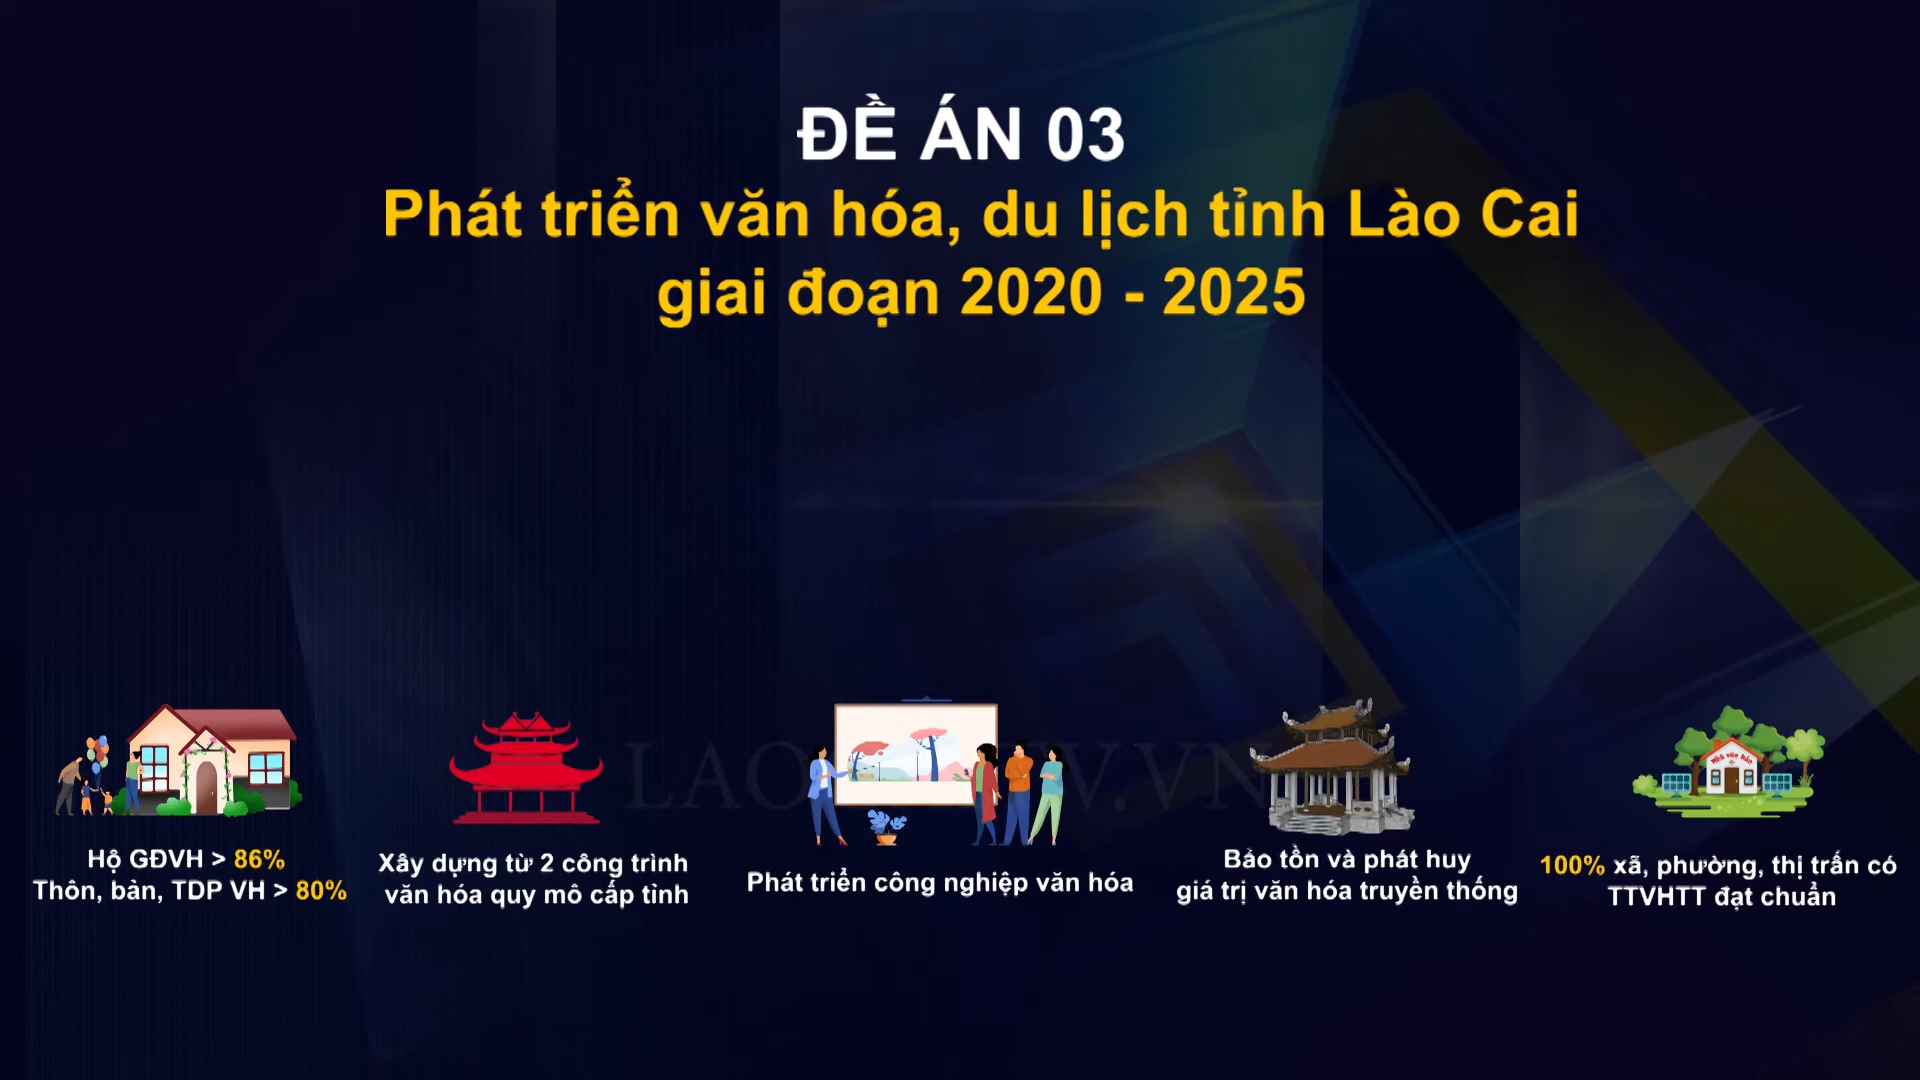 ĐỀ ÁN 03
Phát triển văn hóa, du lịch tỉnh Lào Cai
giai đoạn 2020 - 2025
Hộ GĐVH > 86%
Thôn, bản, TDP VH > 80%
Xây dựng từ 2 công trình
văn hóa quy mô cấp tỉnh
Phát triển công nghiệp văn hóa
Bảo tồn và phát huy
giá trị văn hóa truyền thống
Nhà văn hóa
100% xã, phường, thị trấn có
TTVHTT đạt chuẩn